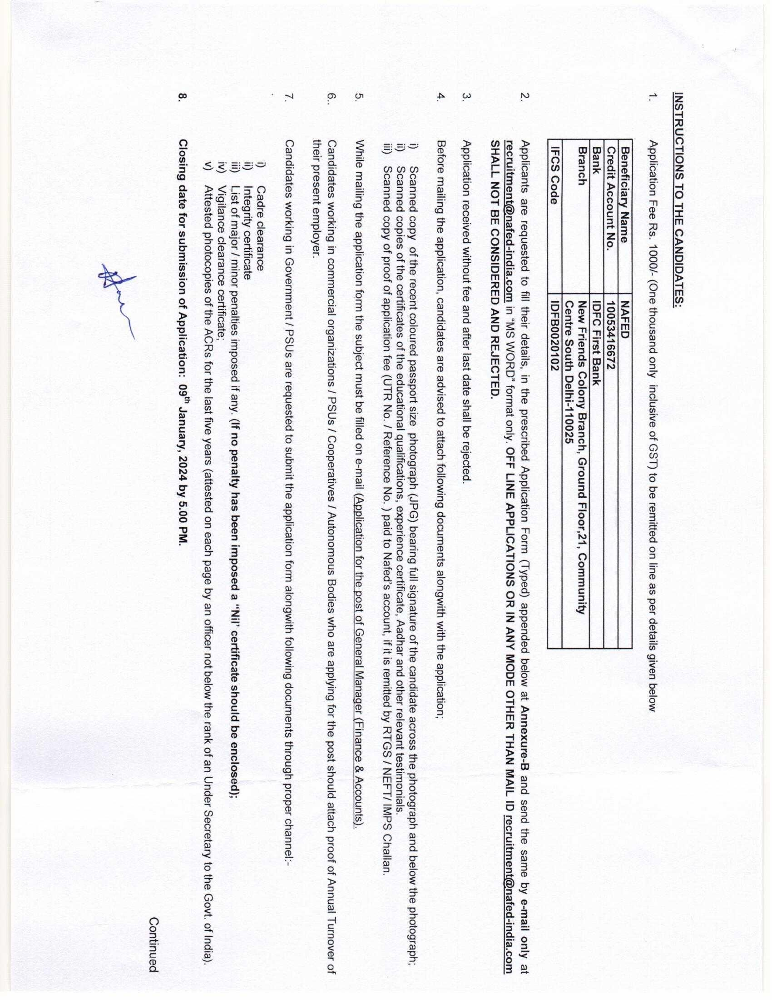 INSTRUCTIONS TO THE CANDIDATES:
1. Application Fee Rs. 1000/- (One thousand only inclusive of GST) to be remitted on line as per details given below
Beneficiary Name NAFED
Credit Account No. 10053416672
Bank IDFC First Bank
Branch New Friends Colony Branch, Ground Floor,21, Community
Centre South Delhi-110025
IFCS Code IDFB0020102
2. Applicants are requested to fill their details, in the prescribed Application Form (Typed) appended below at Annexure-B and send the same by e-mail only at
recruitment@nafed-india.com in “MS WORD” format only. OFF LINE APPLICATIONS OR IN ANY MODE OTHER THAN MAIL ID recruitment@nafed-india.com
SHALL NOT BE CONSIDERED AND REJECTED.
3. Application received without fee and after last date shall be rejected.
4. Before mailing the application, candidates are advised to attach following documents alongwith with the application;
i) Scanned copy of the recent coloured passport size photograph (JPG) bearing full signature of the candidate across the photograph and below the photograph;
ii) Scanned copies of the certificates of the educational qualifications, experience certificate, Aadhar and other relevant testimonials.
iii) Scanned copy of proof of application fee (UTR No. / Reference No. ) paid to Nafed's account, if it is remitted by RTGS / NEFT/ IMPS Challan.
5. While mailing the application form the subject must be filled on e-mail (Application for the post of General Manager (Finance & Accounts).
6.. Candidates working in commercial organizations / PSUs / Cooperatives / Autonomous Bodies who are applying for the post should attach proof of Annual Turnover of
their present employer.
7. Candidates working in Government / PSUs are requested to submit the application form alongwith following documents through proper channel:-
i) Cadre clearance
ii) Integrity certificate
iii) List of major / minor penalties imposed if any. (If no penalty has been imposed a “Nil’ certificate should be enclosed);
iv) Vigilance clearance certificate;
v) Attested photocopies of the ACRs for the last five years (attested on each page by an officer not below the rank of an Under Secretary to the Govt. of India).
8. Closing date for submission of Application: 09th January, 2024 by 5.00 PM.
Continued